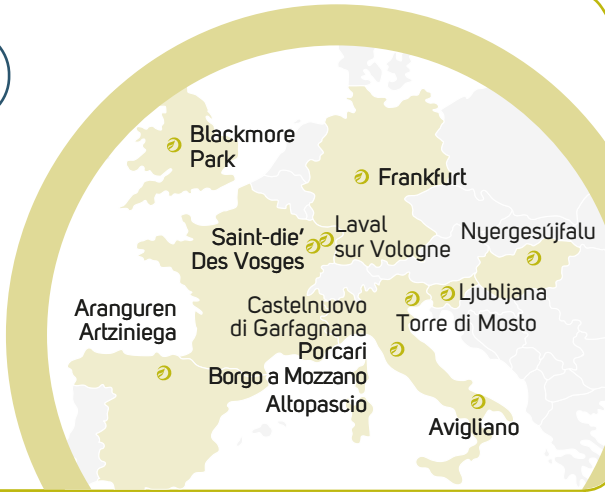 Blackmore
Park
Frankfurt
Saint-die'
Des Vosges
Laval
sur Vologne
Nyergesújfalu
Ljubljana
Torre di Mosto
Aranguren
Artziniega
Castelnuovo
di Garfagnana
Porcari
Borgo a Mozzano
Altopascio
Avigliano